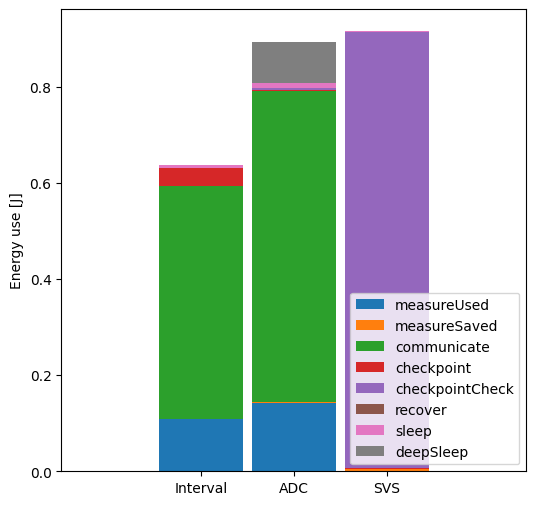 Energy use [J]
0.8
0.6
0.4
0.2
0.0
Interval
ADC
SVS
measureUsed
measureSaved
communicate
checkpoint
checkpointCheck
recover
sleep
deepSleep